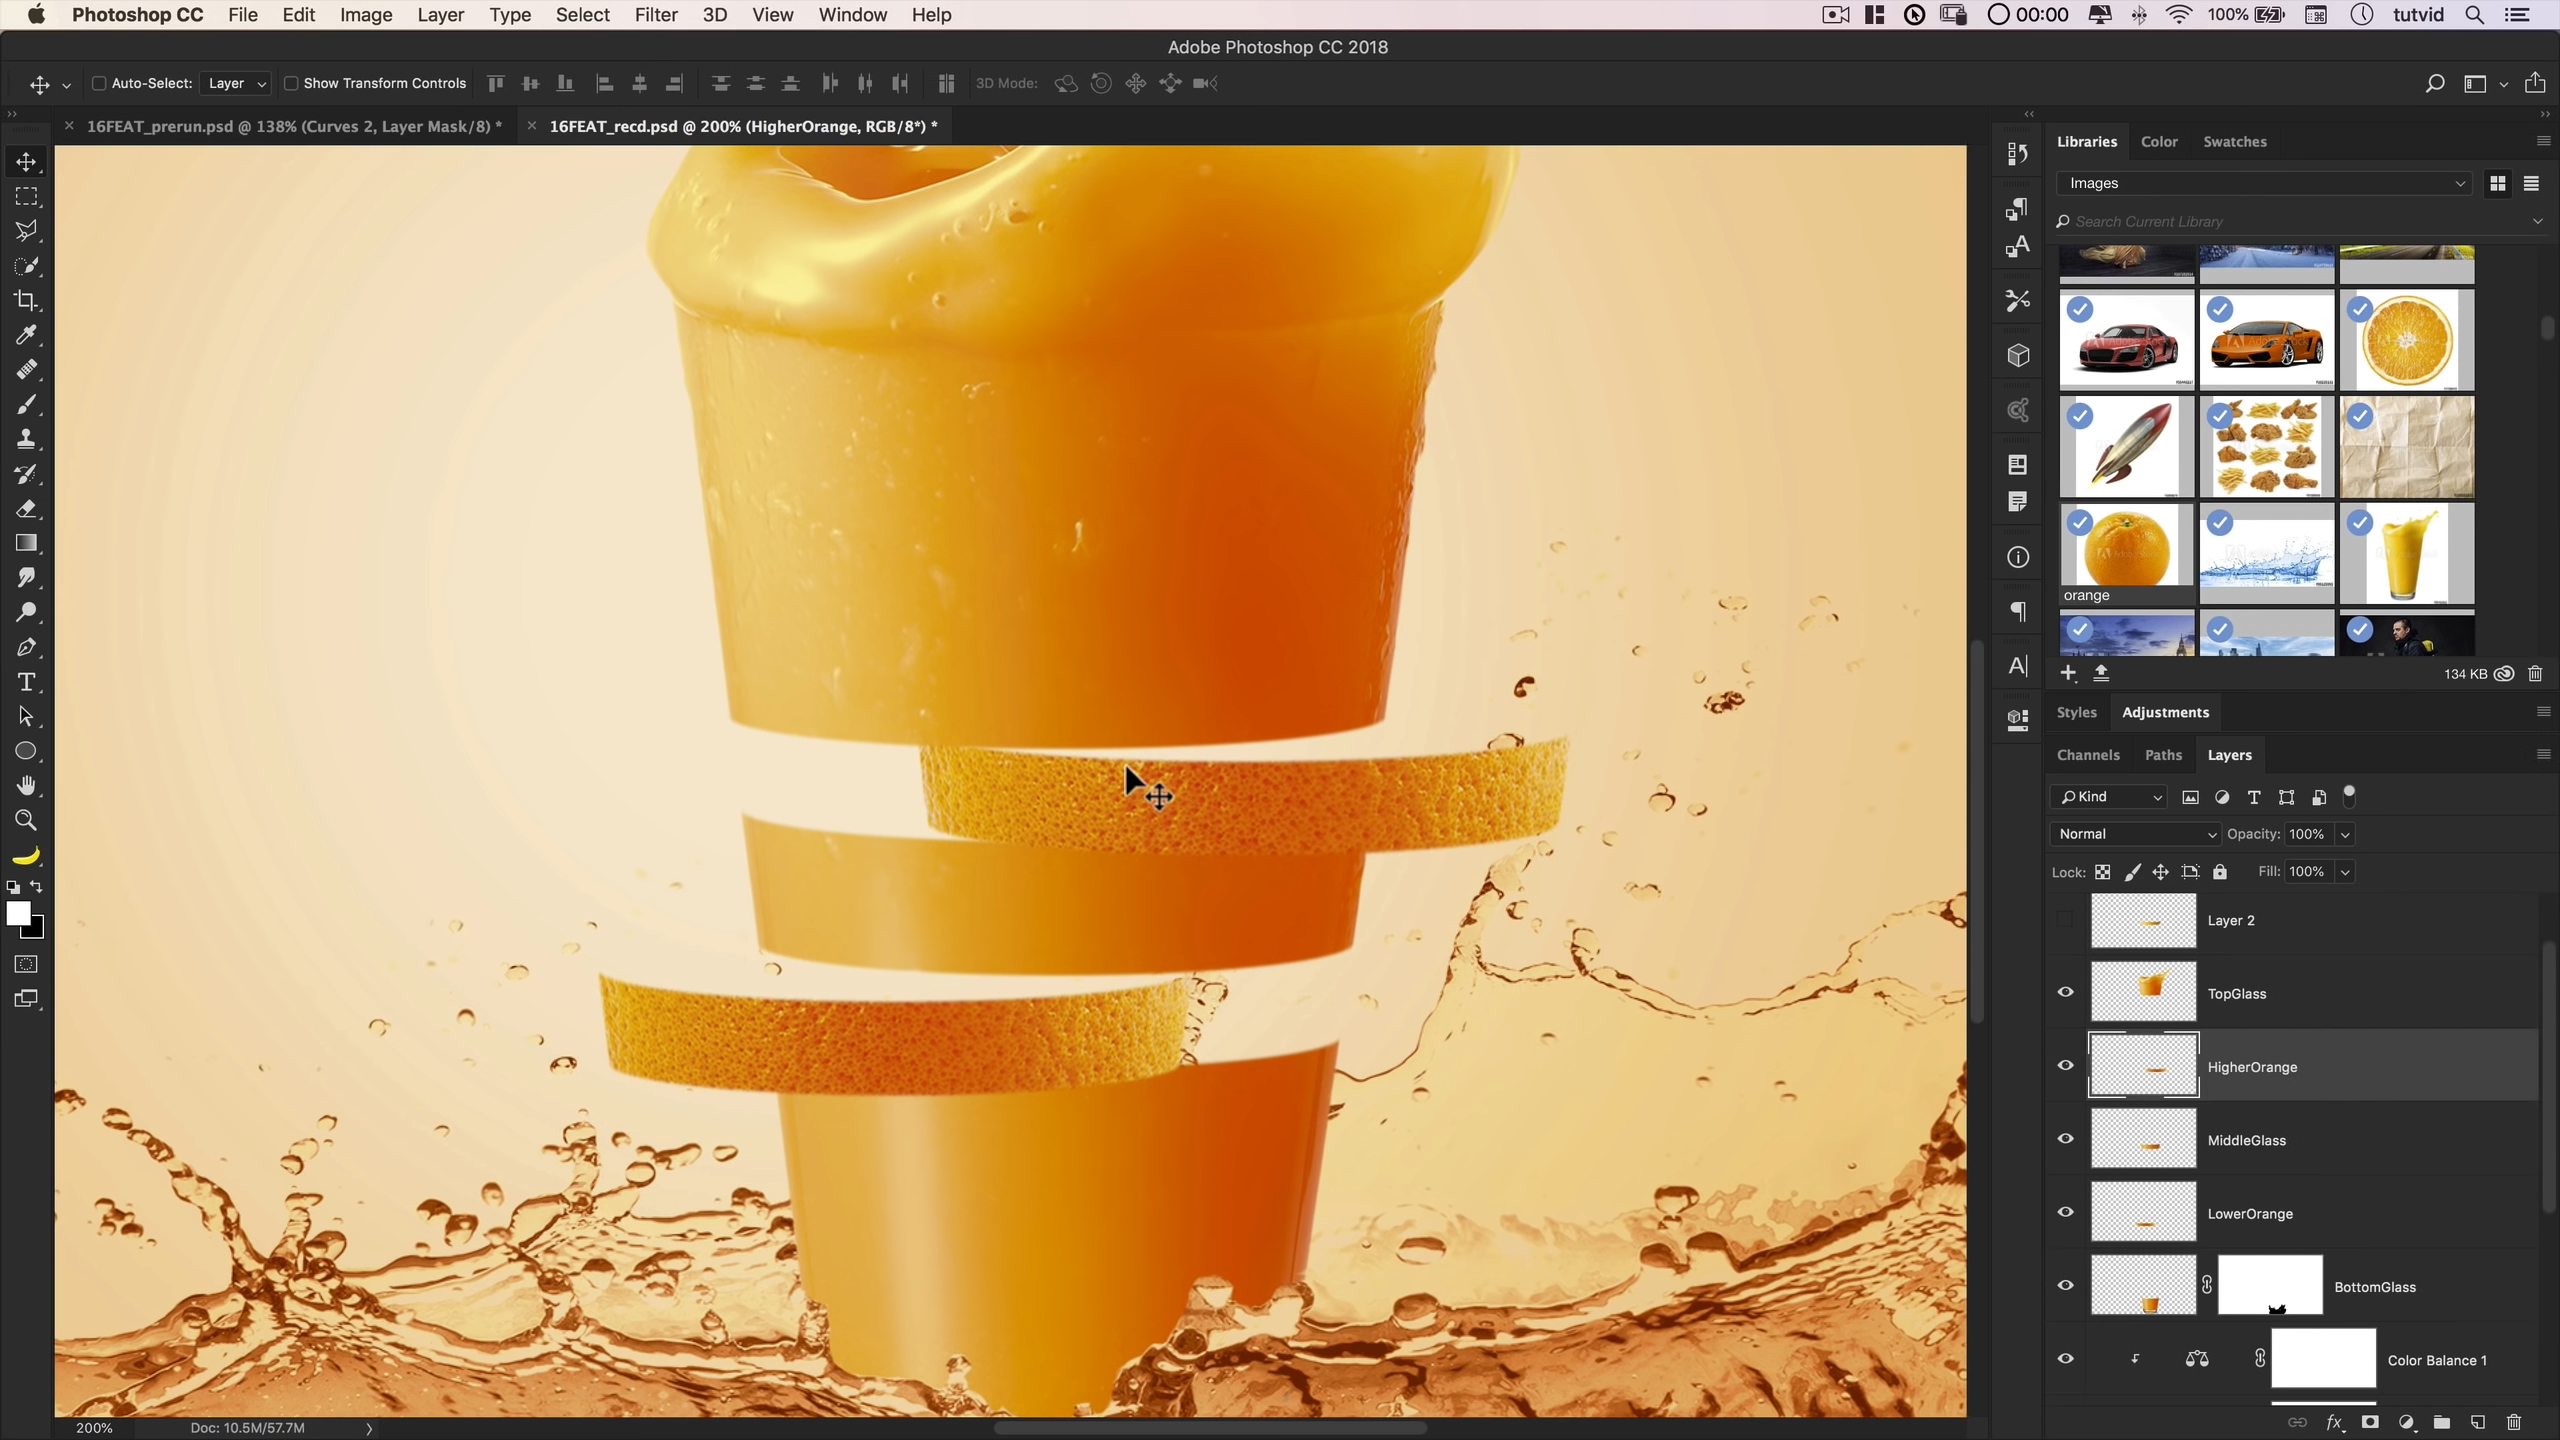 Photoshop CC File Edit Image Layer Type Select Filter 3D View Window Help 00:00 100% tutvid
Adobe Photoshop CC 2018
Auto-Select: Layer Show Transform Controls 3D Mode:
16FEAT_prerun.psd @ 138% (Curves 2, Layer Mask/8) * 16FEAT_recd.psd @ 200% (HigherOrange, RGB/8*) *
Libraries Color Swatches
Images
Search Current Library
orange
134 KB
Styles Adjustments
Channels Paths Layers
Kind
Normal Opacity: 100%
Lock: Fill: 100%
Layer 2
TopGlass
HigherOrange
MiddleGlass
LowerOrange
BottomGlass
Color Balance 1
200% Doc: 10.5M/57.7M